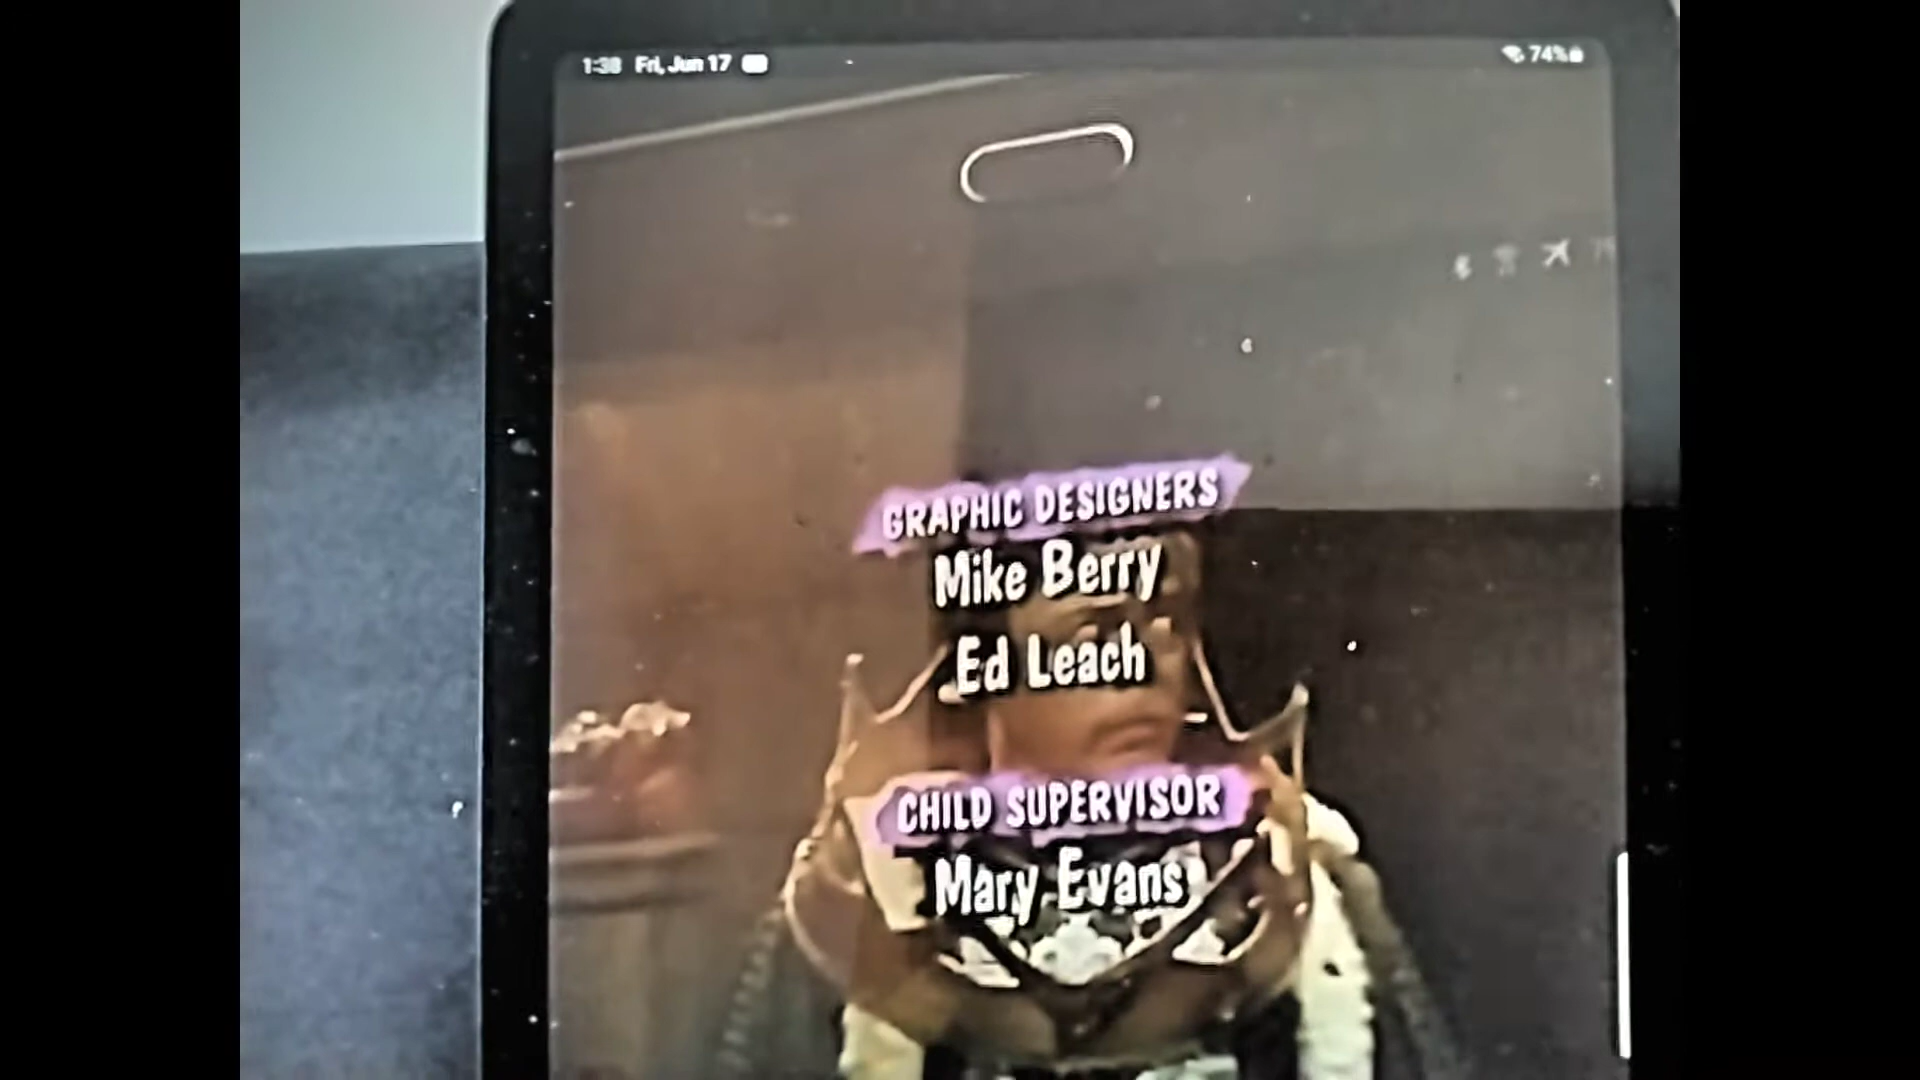 1:38 Fri, Jun 17
74%
GRAPHIC DESIGNERS
Mike Berry
Ed Leach
CHILD SUPERVISOR
Mary Evans